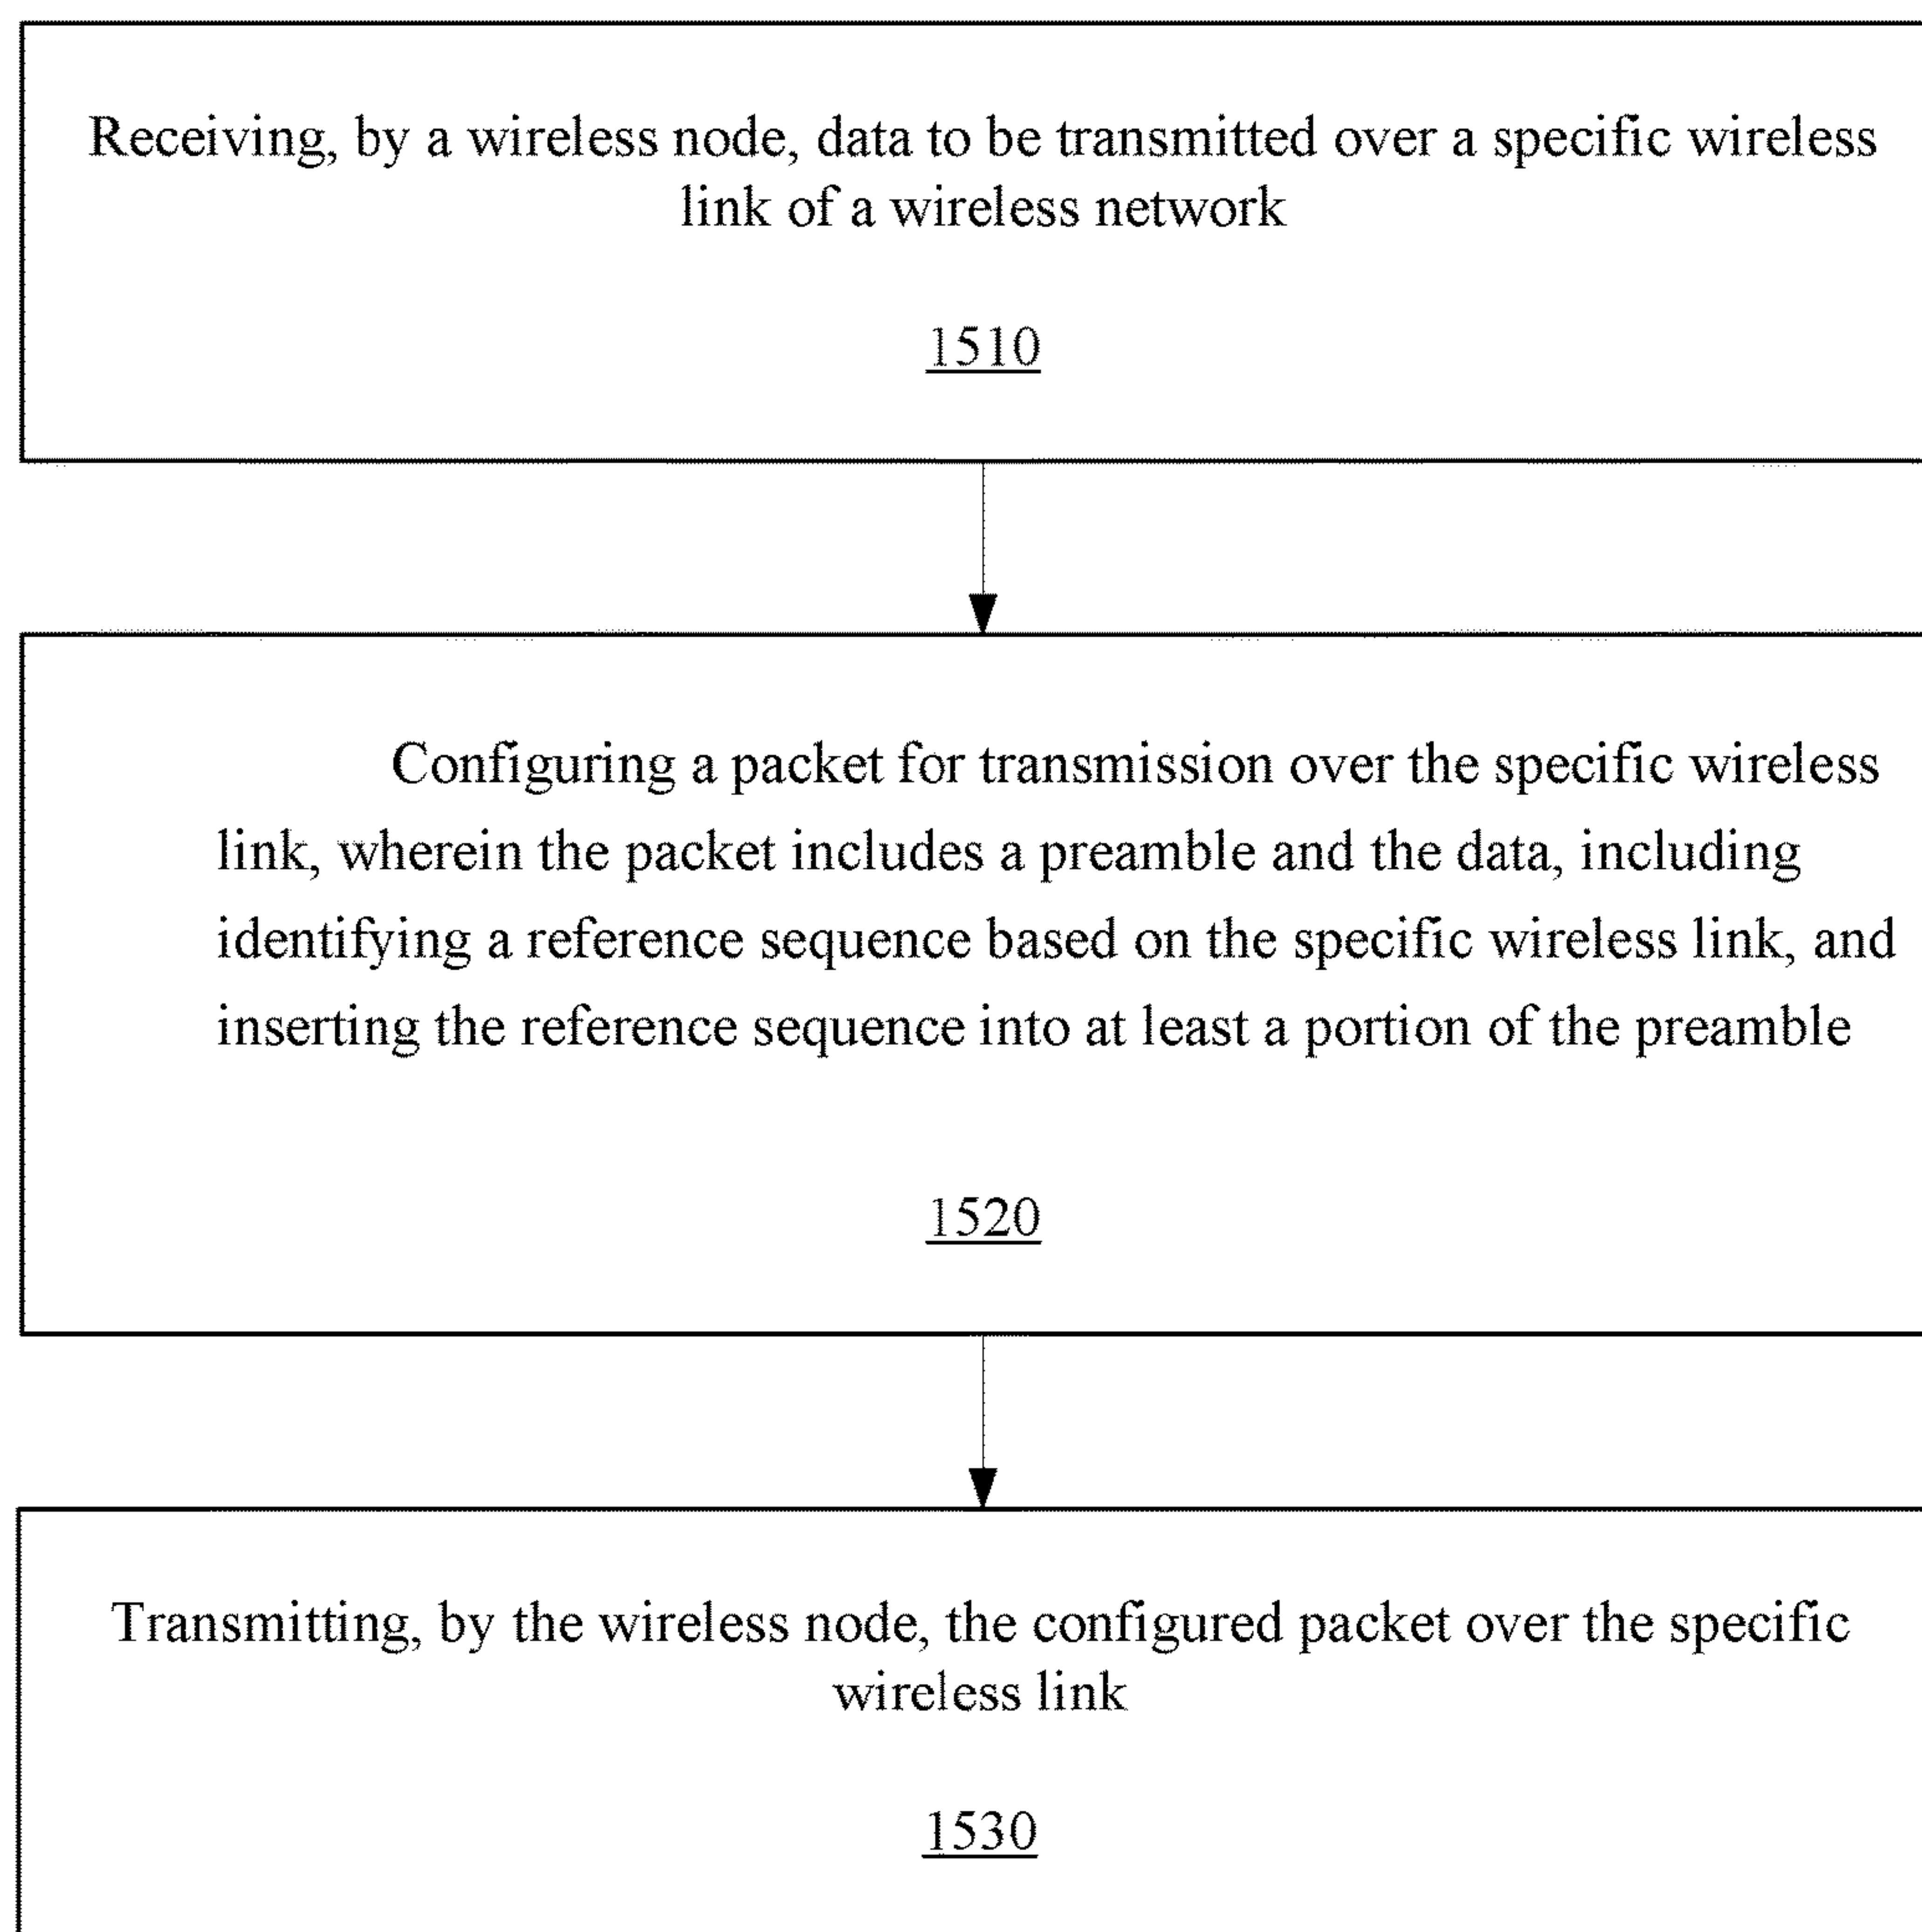 Receiving, by a wireless node, data to be transmitted over a specific wireless
link of a wireless network
1510
Configuring a packet for transmission over the specific wireless
link, wherein the packet includes a preamble and the data, including
identifying a reference sequence based on the specific wireless link, and
inserting the reference sequence into at least a portion of the preamble
1520
Transmitting, by the wireless node, the configured packet over the specific
wireless link
1530